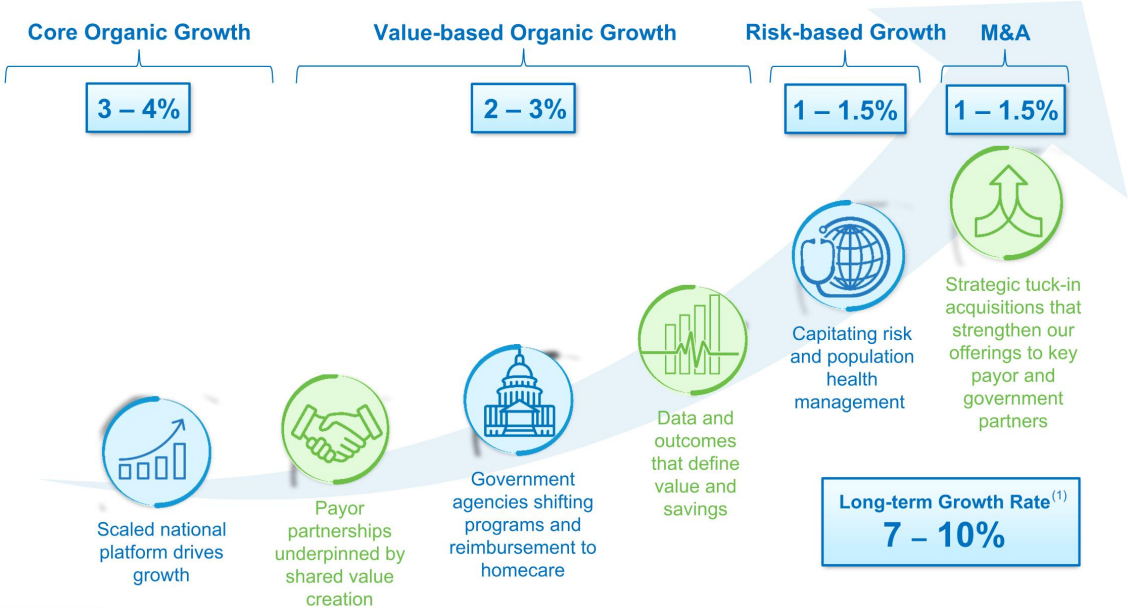 Core Organic Growth
Value-based Organic Growth
Risk-based Growth
M&A
3 – 4%
2 – 3%
1 – 1.5%
1 – 1.5%
Scaled national
platform drives
growth
Payor
partnerships
underpinned by
shared value
creation
Government
agencies shifting
programs and
reimbursement to
homecare
Data and
outcomes
that define
value and
savings
Capitating risk
and population
health
management
Strategic tuck-in
acquisitions that
strengthen our
offerings to key
payor and
government
partners
Long-term Growth Rate(1)
7 – 10%